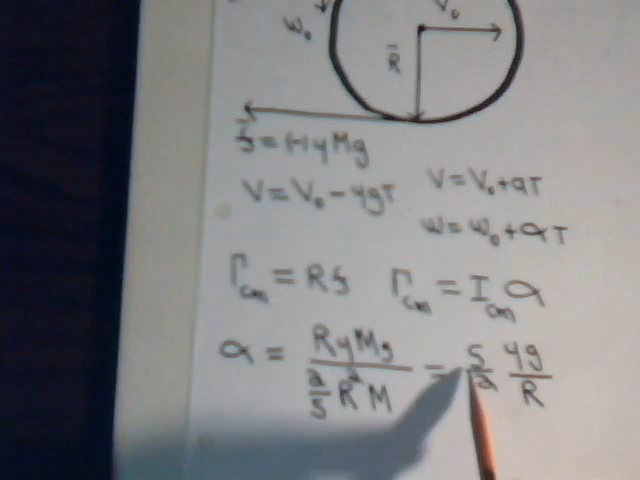 ω₀ V₀
R̄
f̄ = (-)μMg
V = V₀ - μgT V = V₀ + aT
ω = ω₀ + αT
Γcm = Rf Γcm = Icm α
α = RμMg / (2/5 R²M) = 5/2 μg/R